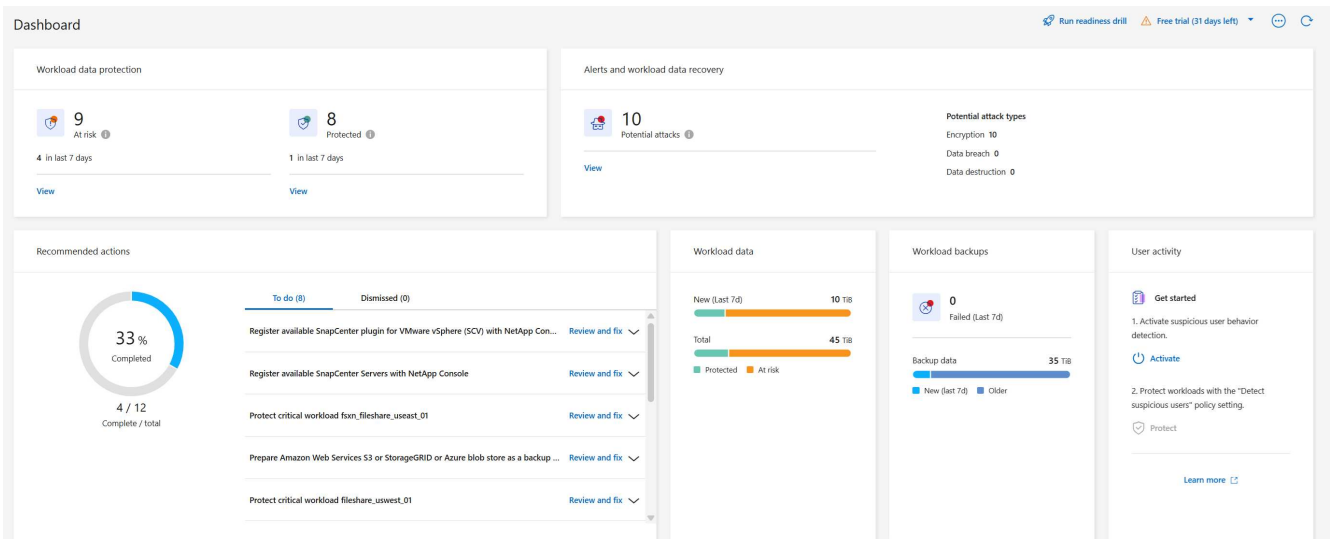 Dashboard
Run readiness drill
Free trial (31 days left)
Workload data protection
9
At risk
4 in last 7 days
View
8
Protected
1 in last 7 days
View
Alerts and workload data recovery
10
Potential attacks
View
Potential attack types
Encryption 10
Data breach 0
Data destruction 0
Recommended actions
33 %
Completed
4 / 12
Complete / total
To do (8)
Dismissed (0)
Register available SnapCenter plugin for VMware vSphere (SCV) with NetApp Con... Review and fix
Register available SnapCenter Servers with NetApp Console Review and fix
Protect critical workload fsxn_fileshare_useast_01 Review and fix
Prepare Amazon Web Services S3 or StorageGRID or Azure blob store as a backup ... Review and fix
Protect critical workload fileshare_uswest_01 Review and fix
Workload data
New (Last 7d) 10 TiB
Total 45 TiB
Protected At risk
Workload backups
0
Failed (Last 7d)
Backup data 35 TiB
New (last 7d) Older
User activity
Get started
1. Activate suspicious user behavior
detection.
Activate
2. Protect workloads with the "Detect
suspicious users" policy setting.
Protect
Learn more